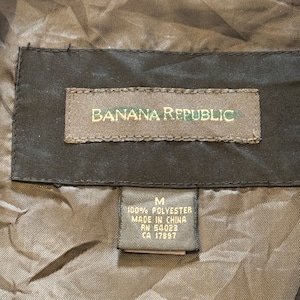 BANANA REPUBLIC
M
100% POLYESTER
MADE IN CHINA
RN 54023
CA 17897